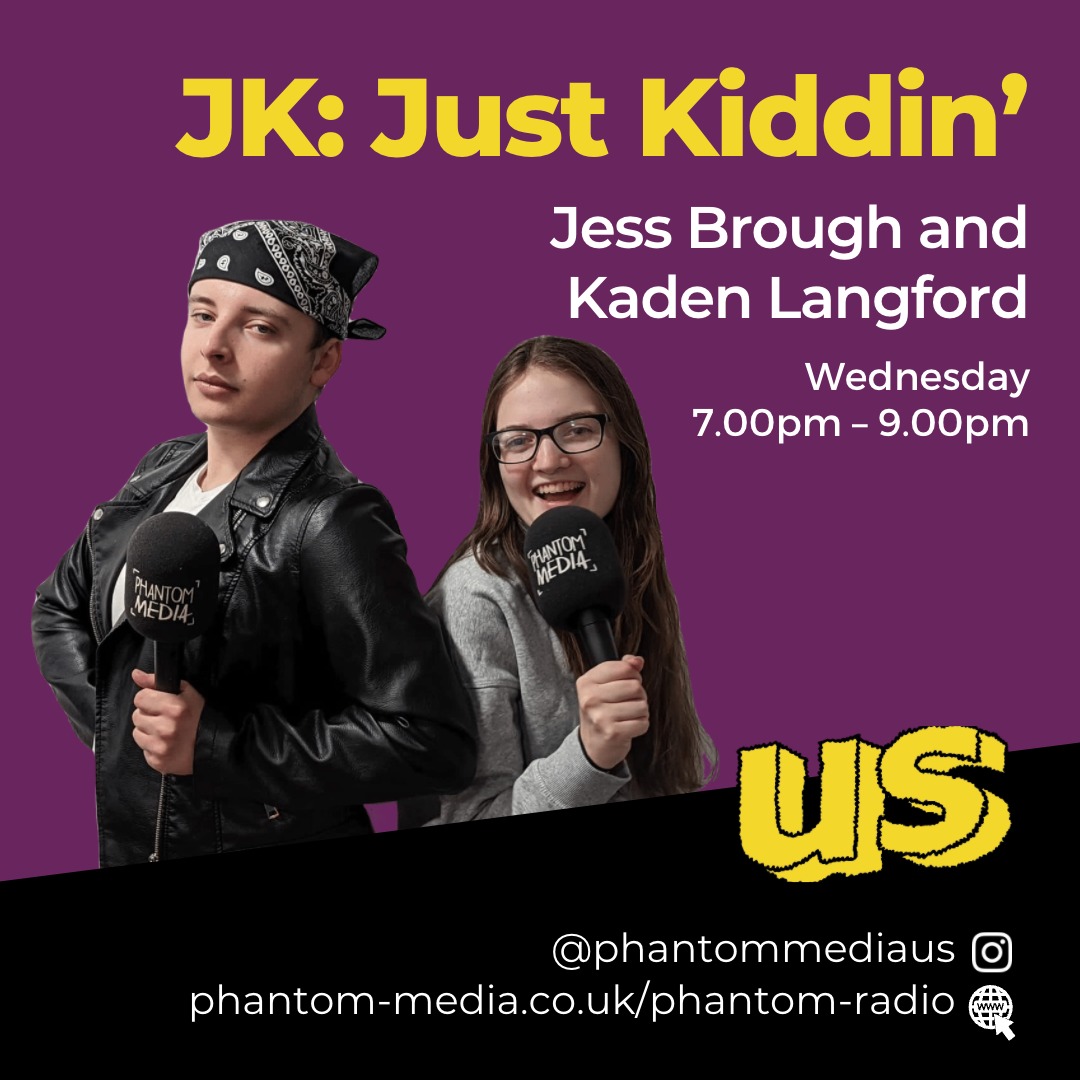 JK: Just Kiddin’
Jess Brough and
Kaden Langford
Wednesday
7.00pm – 9.00pm
PHANTOM
MEDIA
PHANTOM
MEDIA
us
@phantommediaus
phantom-media.co.uk/phantom-radio
www